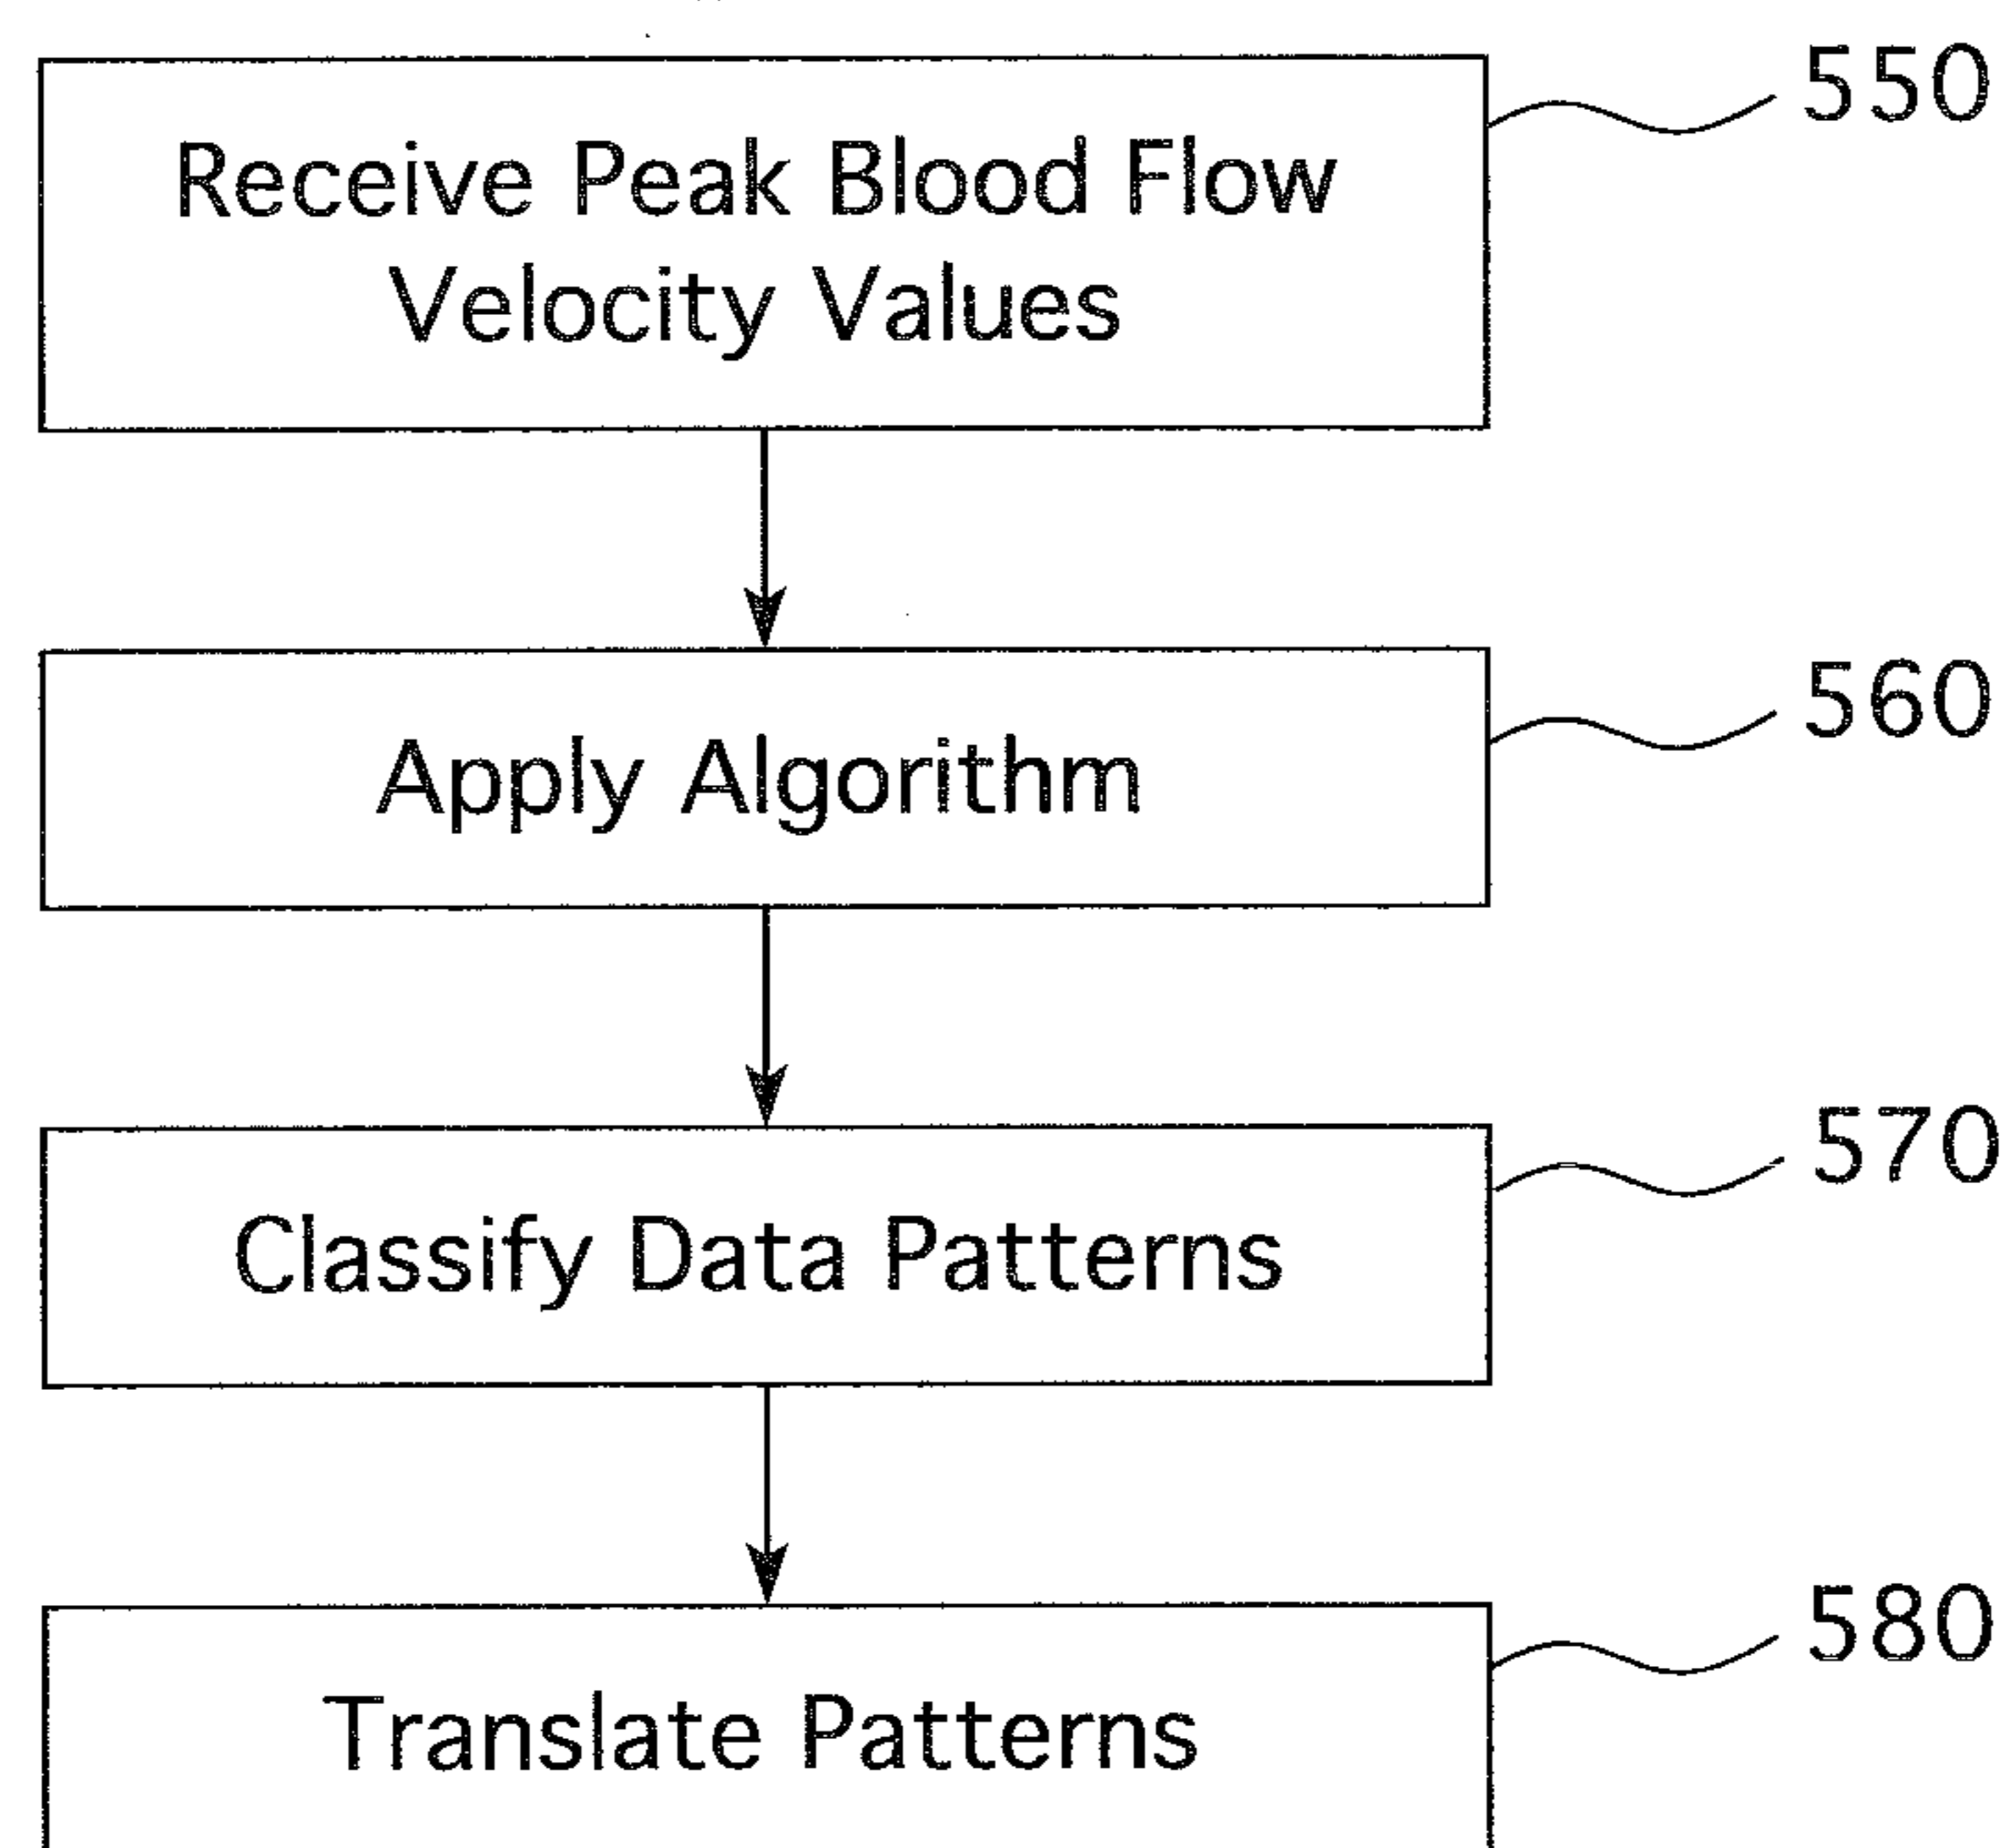 550
Receive Peak Blood Flow
Velocity Values
560
Apply Algorithm
570
Classify Data Patterns
580
Translate Patterns